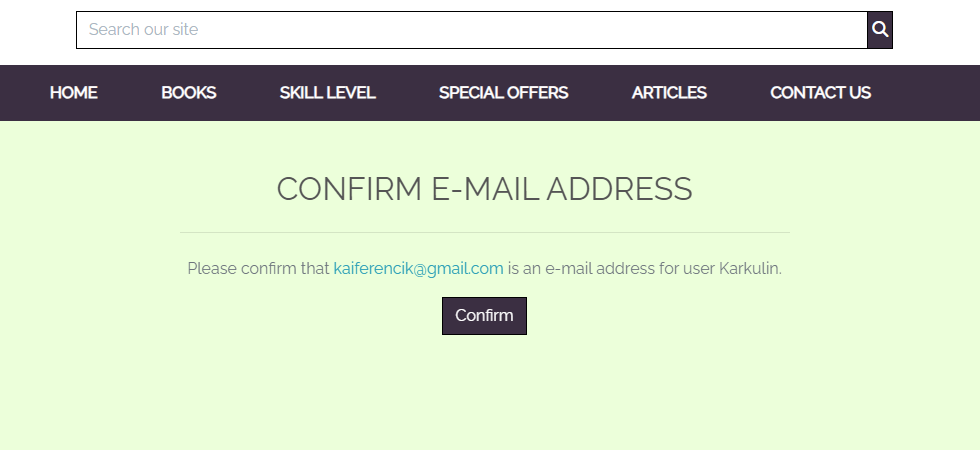 Search our site
HOME BOOKS SKILL LEVEL SPECIAL OFFERS ARTICLES CONTACT US
CONFIRM E-MAIL ADDRESS
Please confirm that kaiferencik@gmail.com is an e-mail address for user Karkulin.
Confirm